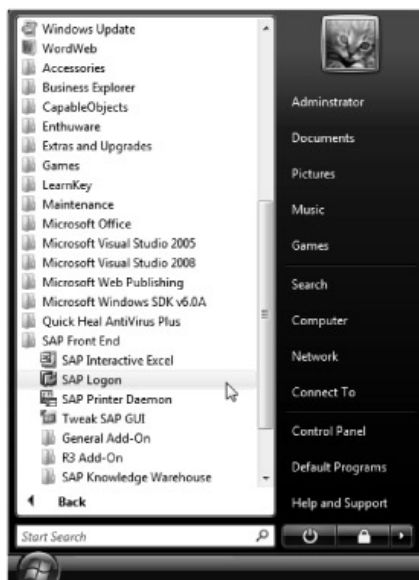 Windows Update
WordWeb
Accessories
Business Explorer
CapableObjects
Enthuware
Extras and Upgrades
Games
LearnKey
Maintenance
Microsoft Office
Microsoft Visual Studio 2005
Microsoft Visual Studio 2008
Microsoft Web Publishing
Microsoft Windows SDK v6.0A
Quick Heal AntiVirus Plus
SAP Front End
SAP Interactive Excel
SAP Logon
SAP Printer Daemon
Tweak SAP GUI
General Add-On
R3 Add-On
SAP Knowledge Warehouse
Back
Start Search
Adminstrator
Documents
Pictures
Music
Games
Search
Computer
Network
Connect To
Control Panel
Default Programs
Help and Support